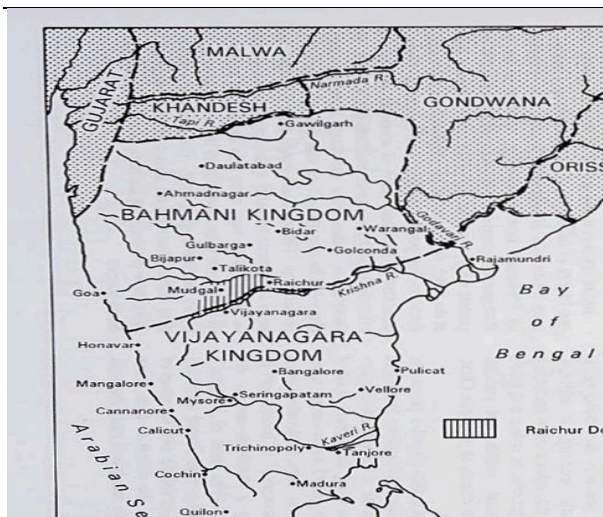 MALWA
Narmada R.
GUJARAT
KHANDESH
GONDWANA
Tapi R.
Gawilgarh
ORISS
Daulatabad
Ahmadnagar
BAHMANI KINGDOM
Godavari R.
Bidar
Warangal
Gulbarga
Golconda
Bijapur
Rajamundri
Talikota
Raichur
Mudgal
Krishna R.
Goa
Bay
of
Bengal
Vijayanagara
VIJAYANAGARA
KINGDOM
Honavar
Bangalore
Pulicat
Mangalore
Seringapatam
Vellore
Mysore
Cannanore
Calicut
Raichur Do
Kaveri R.
Trichinopoly
Tanjore
Arabian Se
Cochin
Madura
Quilon